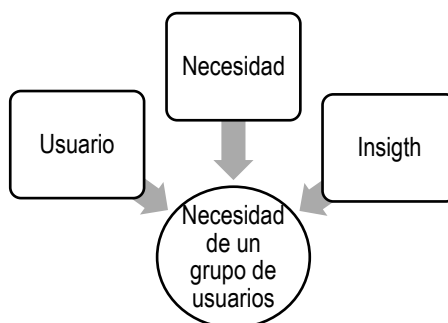 Necesidad
Usuario
Insigth
Necesidad
de un
grupo de
usuarios